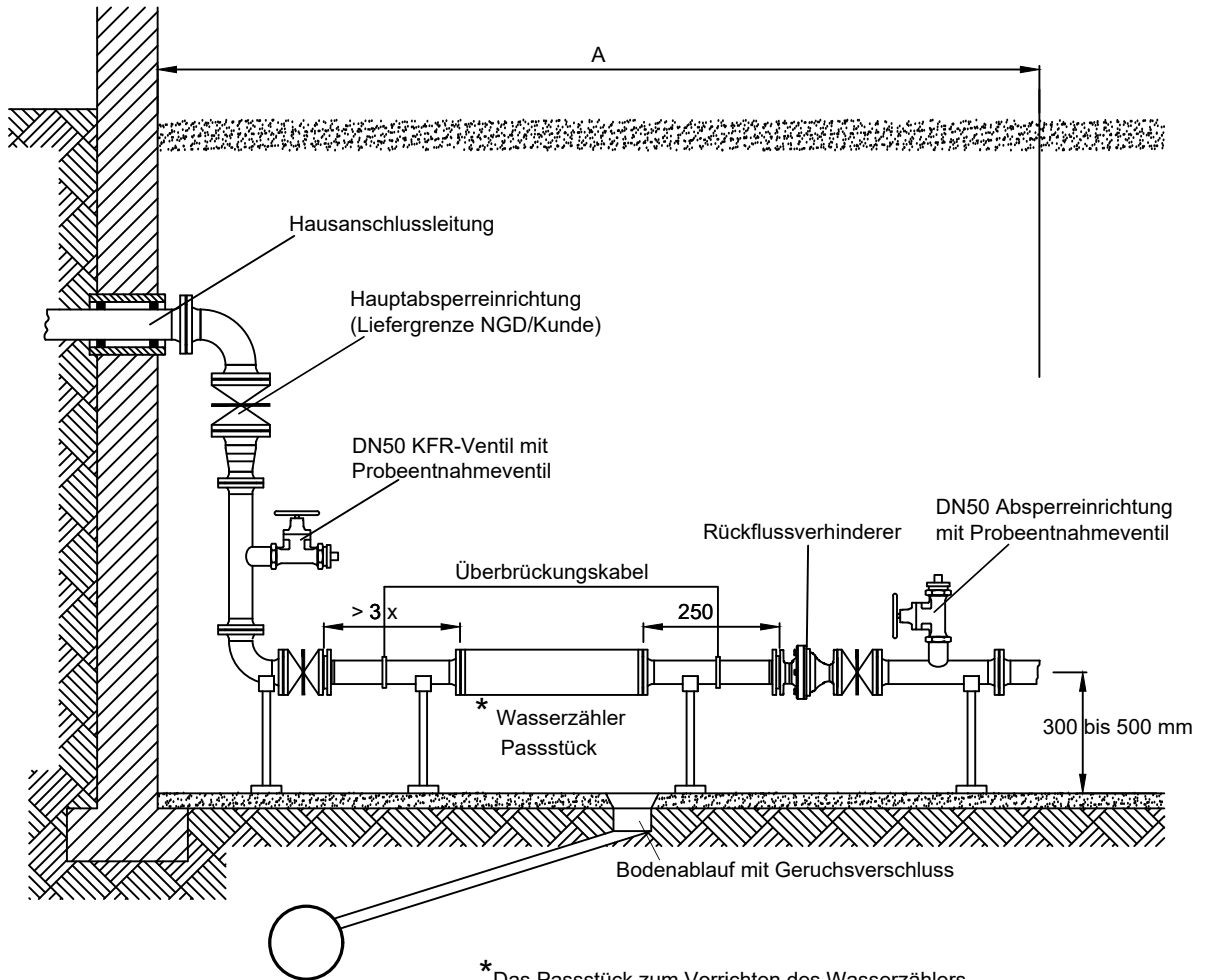 A
Hausanschlussleitung
Hauptabsperreinrichtung
(Liefergrenze NGD/Kunde)
DN50 KFR-Ventil mit
Probeentnahmeventil
DN50 Absperreinrichtung
mit Probeentnahmeventil
Rückflussverhinderer
Überbrückungskabel
> 3 x
250
* Wasserzähler
Passstück
300 bis 500 mm
Bodenablauf mit Geruchsverschluss
*Das Passstück zum Vorrichten des Wasserzählers